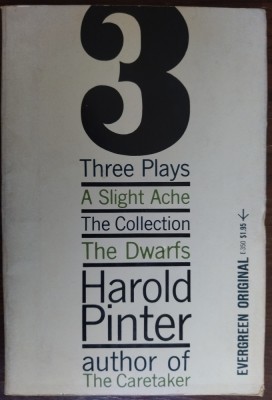 3
Three Plays
A Slight Ache
The Collection
The Dwarfs
Harold
Pinter
author of
The Caretaker
EVERGREEN ORIGINAL E-350 $1.95